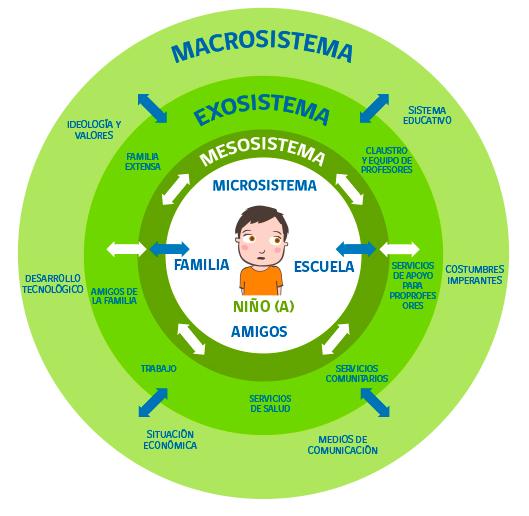 MACROSISTEMA
EXOSISTEMA
MESOSISTEMA
MICROSISTEMA
IDEOLOGÍA Y
VALORES
SISTEMA
EDUCATIVO
FAMILIA
EXTENSA
CLAUSTRO
Y EQUIPO DE
PROFESORES
FAMILIA
ESCUELA
NIÑO (A)
AMIGOS
DESARROLLO
TECNOLÓGICO
AMIGOS DE
LA FAMILIA
SERVICIOS
DE APOYO
PARA
PROPROFES
ORES
COSTUMBRES
IMPERANTES
TRABAJO
SERVICIOS
COMUNITARIOS
SERVICIOS
DE SALUD
SITUACIÓN
ECONÓMICA
MEDIOS DE
COMUNICACIÓN